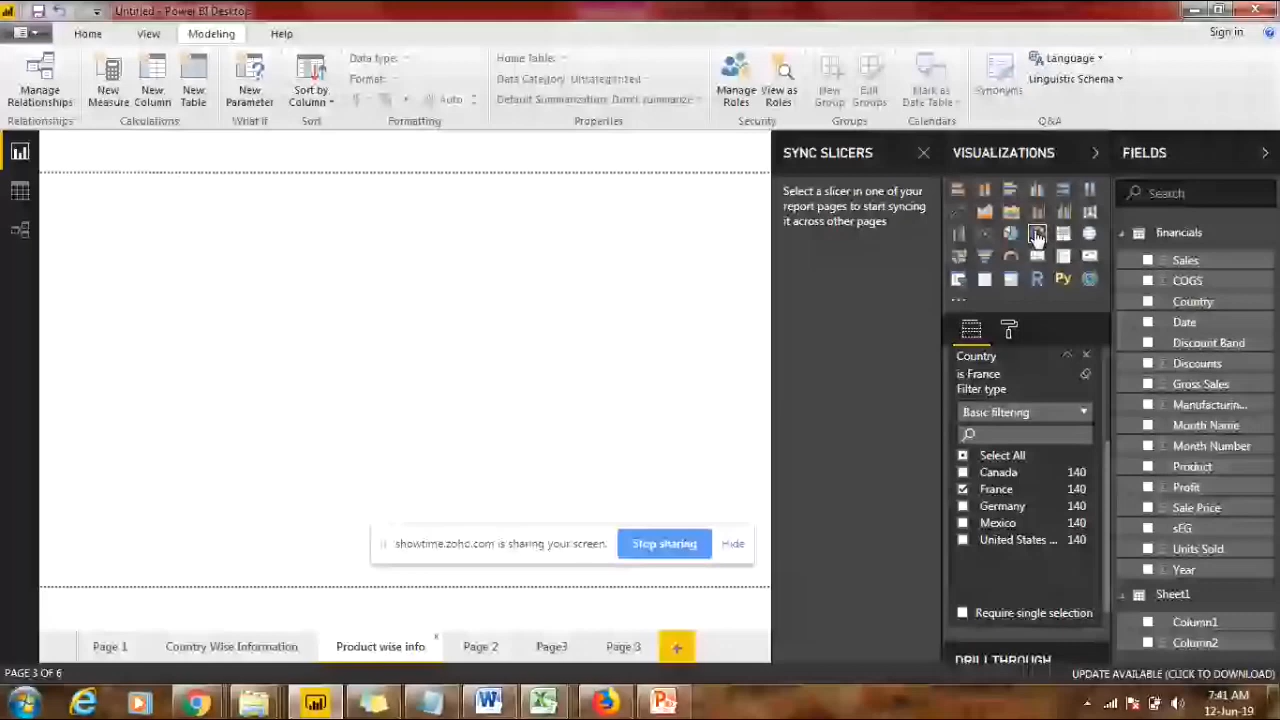 Untitled - Power BI Desktop
Home View Modeling Help
Sign in
Manage Relationships
New Measure
New Column
New Table
New Parameter
Sort by Column
Data type:
Format:
Auto
Home Table:
Data Category: Uncategorized
Default Summarization: Don't summarize
Manage Roles
View as Roles
New Group
Edit Groups
Mark as Date Table
Synonyms
Language
Linguistic Schema
Relationships
Calculations
What If
Sort
Formatting
Properties
Security
Groups
Calendars
Q&A
SYNC SLICERS
Select a slicer in one of your
report pages to start syncing
it across other pages
VISUALIZATIONS
R
Py
Country
is France
Filter type
Basic filtering
Select All
Canada 140
France 140
Germany 140
Mexico 140
United States ... 140
Require single selection
DRILL THROUGH
FIELDS
Search
financials
Sales
COGS
Country
Date
Discount Band
Discounts
Gross Sales
Manufacturin...
Month Name
Month Number
Product
Profit
Sale Price
Units Sold
Year
Sheet1
Column1
Column2
showtime.zoho.com is sharing your screen.
Stop sharing
Hide
Page 1
Country Wise Information
Product wise info
Page 2
Page3
Page 3
PAGE 3 OF 6
UPDATE AVAILABLE (CLICK TO DOWNLOAD)
7:41 AM
12-Jun-19